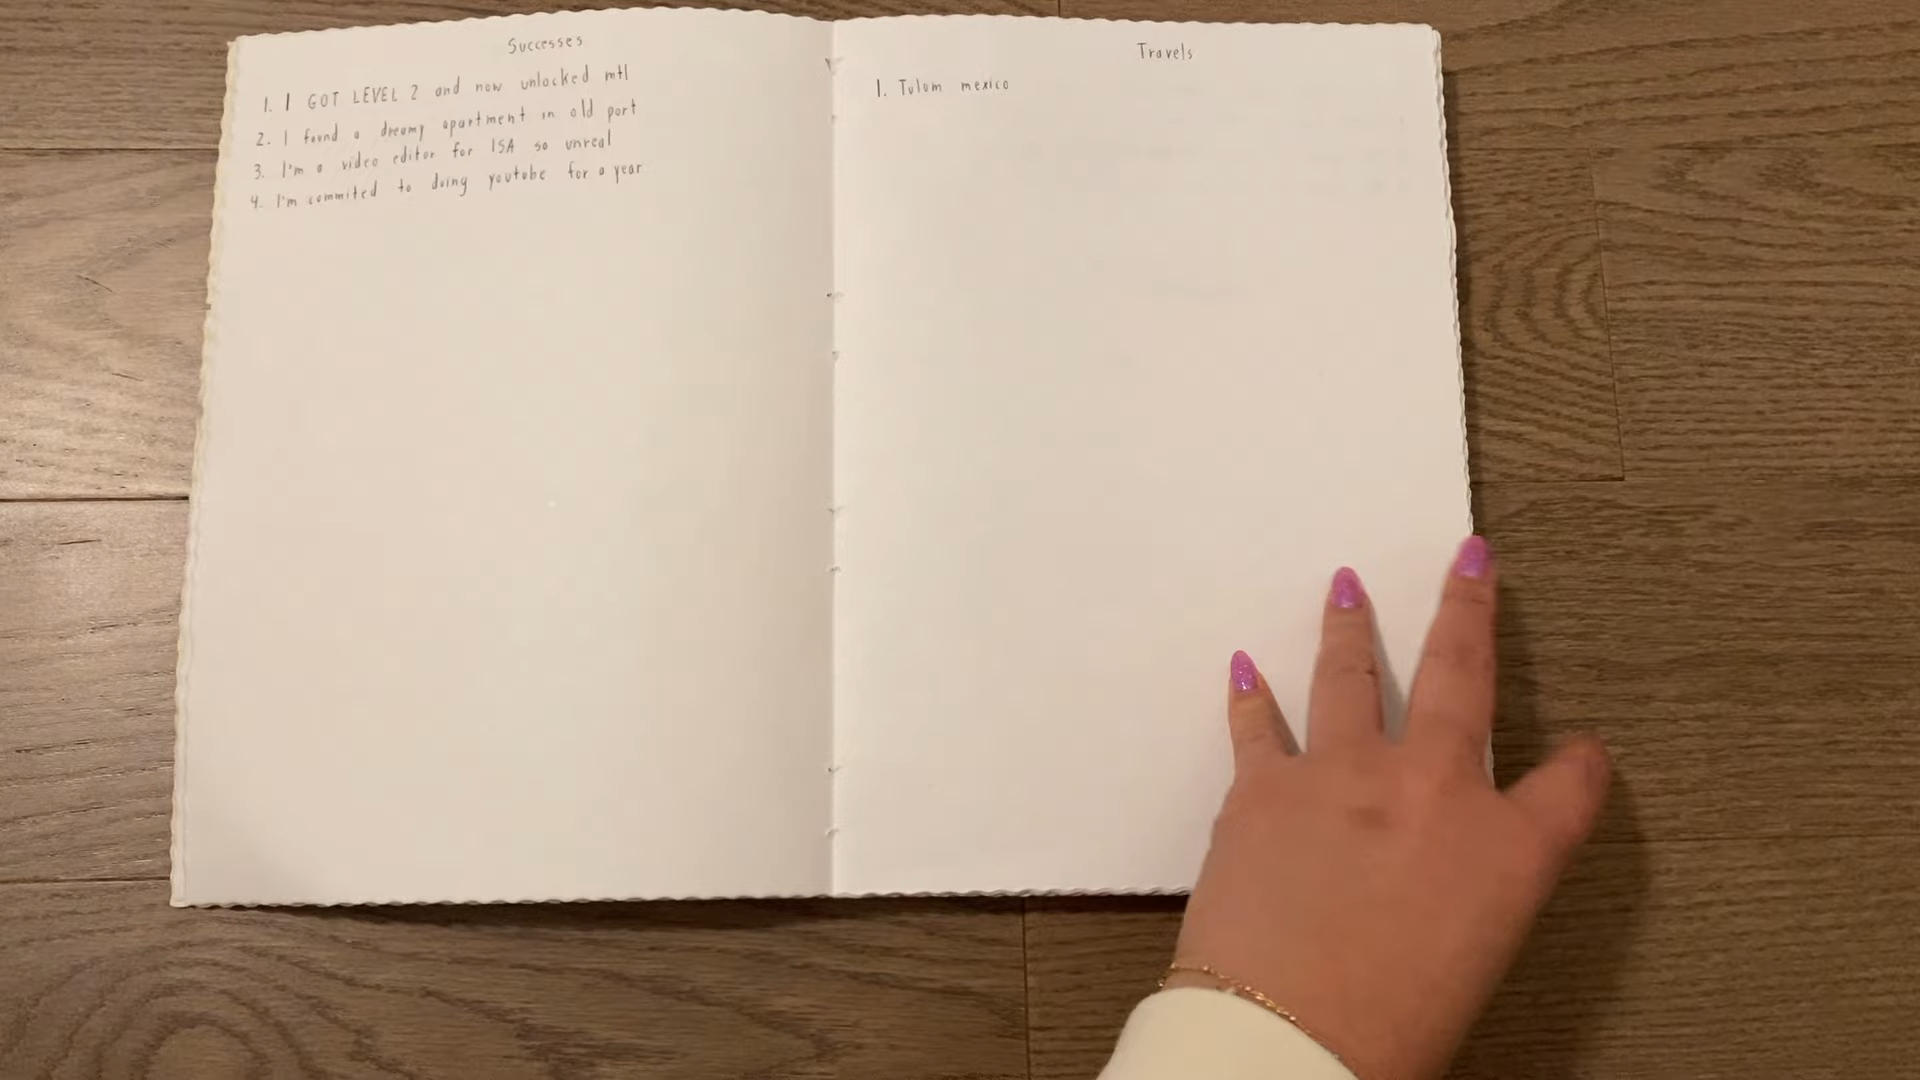 Successes
1. I GOT LEVEL 2 and now unlocked mtl
2. I found a dreamy apartment in old port
3. I'm a video editor for ISA so unreal
4. I'm commited to doing youtube for a year
Travels
1. Tulum mexico